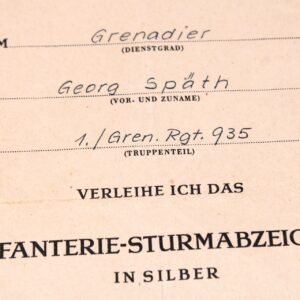 M Grenadier
(DIENSTGRAD)
Georg Späth
(VOR- UND ZUNAME)
1./Gren. Rgt. 935
(TRUPPENTEIL)
VERLEIHE ICH DAS
FANTERIE-STURMABZEIC
IN SILBER